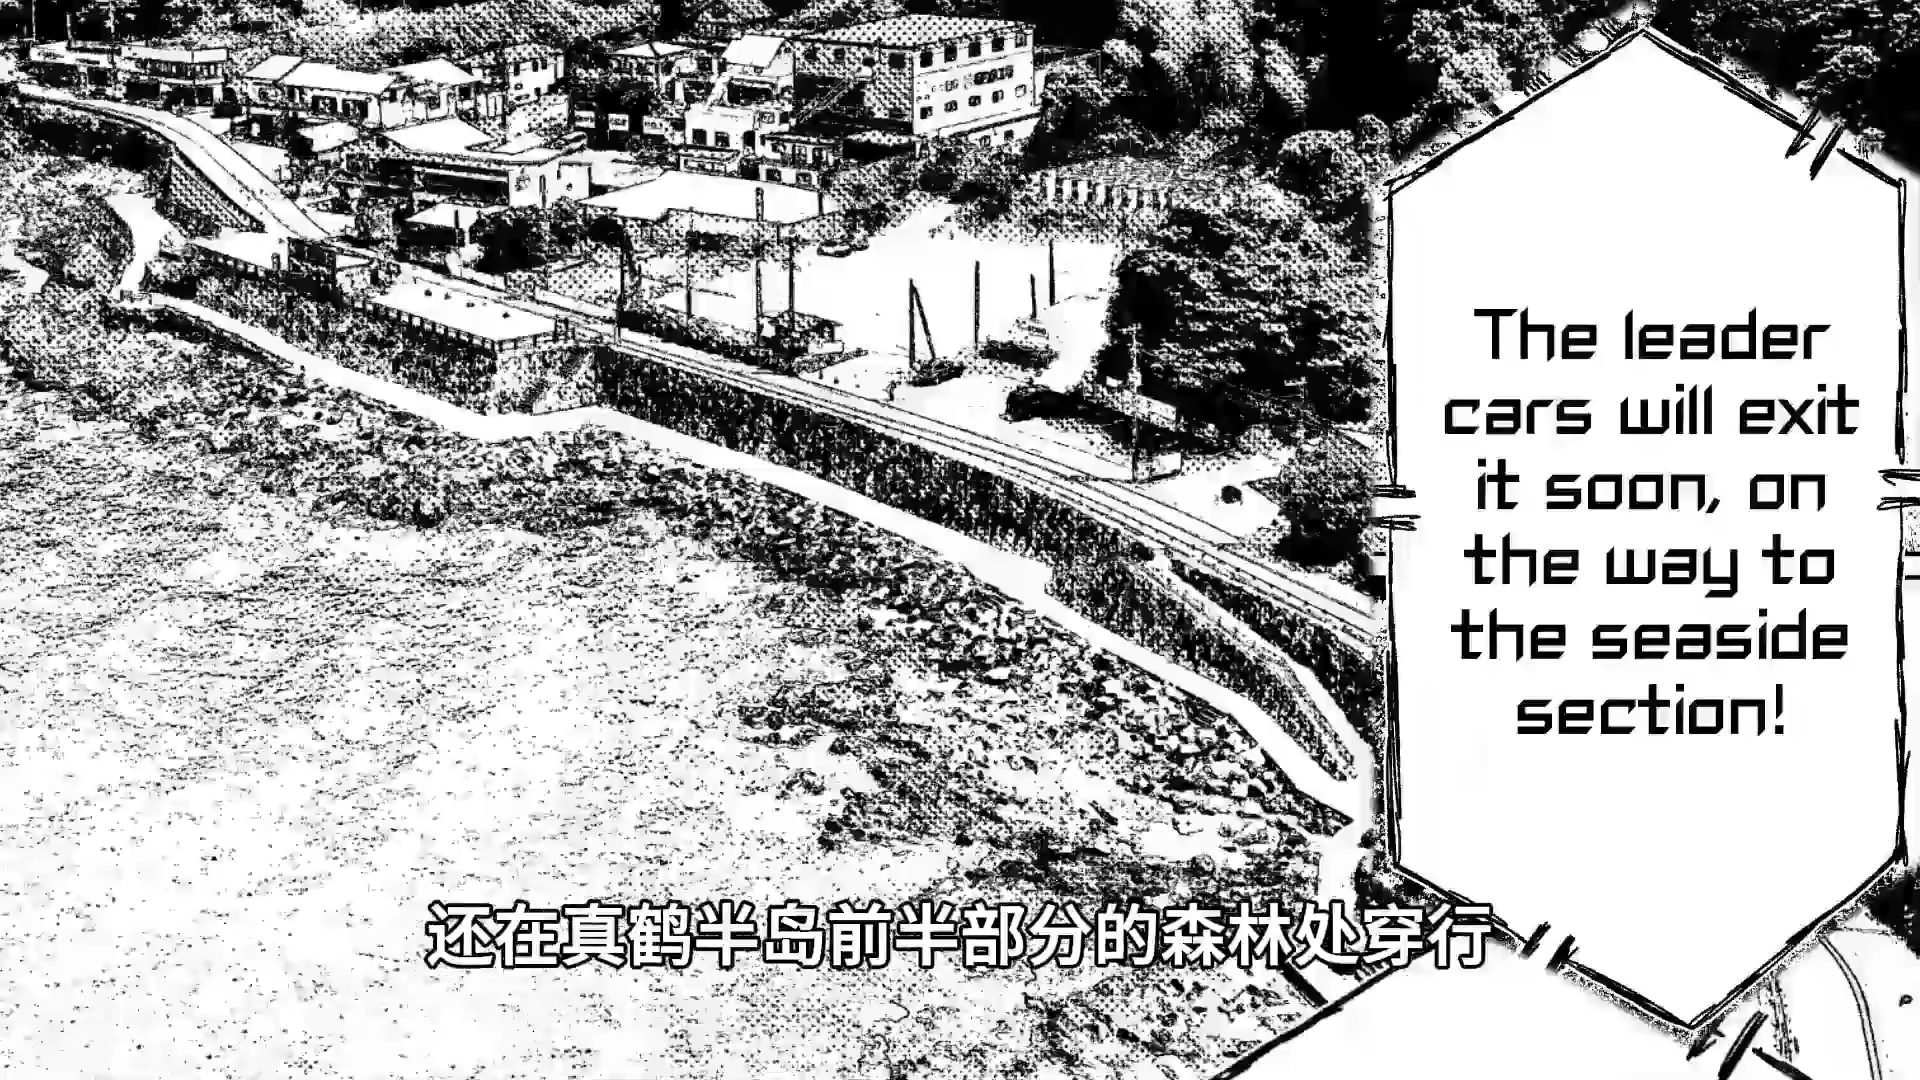 The leader
cars will exit
it soon, on
the way to
the seaside
section!
还在真鹤半岛前半部分的森林处穿行